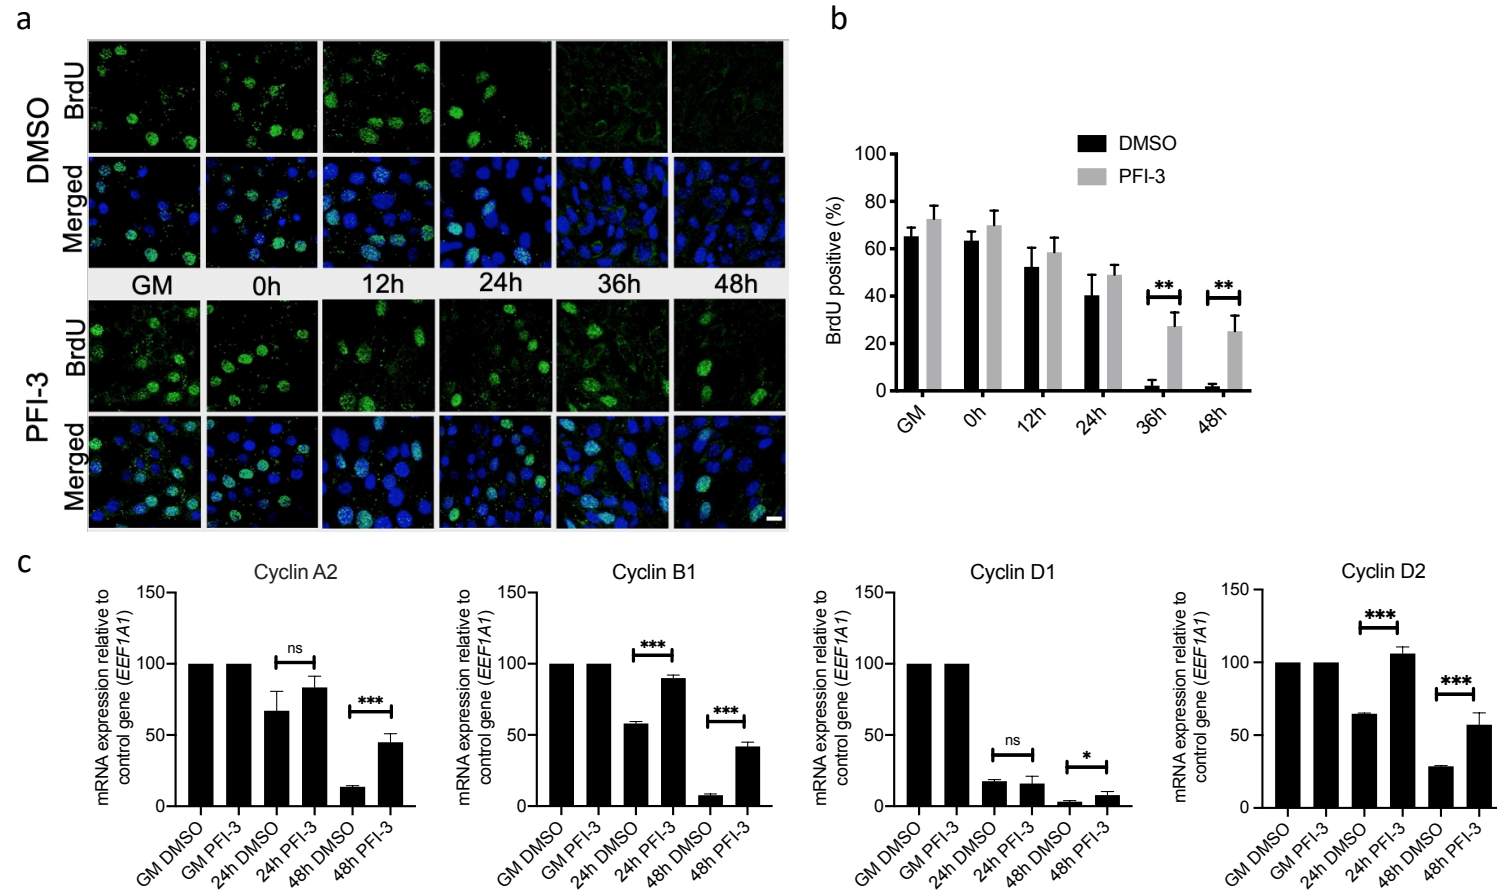 a
DMSO
BrdU
Merged
GM 0h 12h 24h 36h 48h
PFI-3
BrdU
Merged
b
DMSO
PFI-3
BrdU positive (%)
100
80
60
40
20
0
** **
GM 0h 12h 24h 36h 48h
c
Cyclin A2
mRNA expression relative to
control gene (EEF1A1)
150
100
50
0
ns
***
GM DMSO
GM PFI-3
24h DMSO
24h PFI-3
48h DMSO
48h PFI-3
Cyclin B1
mRNA expression relative to
control gene (EEF1A1)
150
100
50
0
***
***
GM DMSO
GM PFI-3
24h DMSO
24h PFI-3
48h DMSO
48h PFI-3
Cyclin D1
mRNA expression relative to
control gene (EEF1A1)
150
100
50
0
ns
*
GM DMSO
GM PFI-3
24h DMSO
24h PFI-3
48h DMSO
48h PFI-3
Cyclin D2
mRNA expression relative to
control gene (EEF1A1)
150
100
50
0
***
***
GM DMSO
GM PFI-3
24h DMSO
24h PFI-3
48h DMSO
48h PFI-3